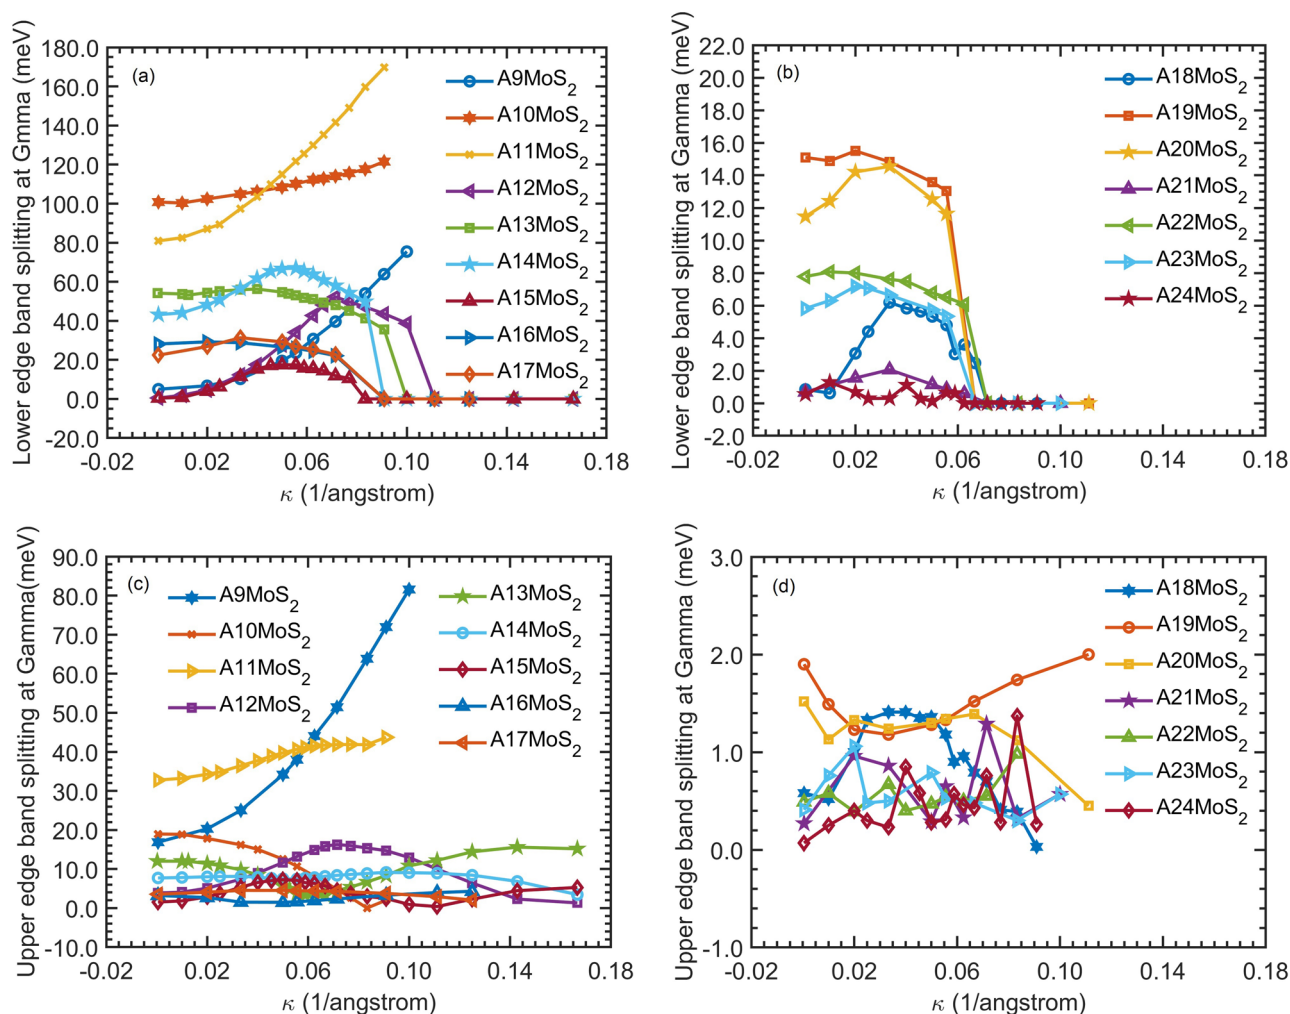 Lower edge band splitting at Gmma (meV)
180.0
160.0
140.0
120.0
100.0
80.0
60.0
40.0
20.0
0.0
-20.0
(a)
A9MoS2
A10MoS2
A11MoS2
A12MoS2
A13MoS2
A14MoS2
A15MoS2
A16MoS2
A17MoS2
-0.02 0.02 0.06 0.10 0.14 0.18
κ (1/angstrom)
Lower edge band splitting at Gamma (meV)
22.0
20.0
18.0
16.0
14.0
12.0
10.0
8.0
6.0
4.0
2.0
0.0
-2.0
(b)
A18MoS2
A19MoS2
A20MoS2
A21MoS2
A22MoS2
A23MoS2
A24MoS2
-0.02 0.02 0.06 0.10 0.14 0.18
κ (1/angstrom)
Upper edge band splitting at Gamma(meV)
90.0
80.0
70.0
60.0
50.0
40.0
30.0
20.0
10.0
0.0
-10.0
(c)
A9MoS2
A10MoS2
A11MoS2
A12MoS2
A13MoS2
A14MoS2
A15MoS2
A16MoS2
A17MoS2
-0.02 0.02 0.06 0.10 0.14 0.18
κ (1/angstrom)
Upper edge band splitting at Gamma (meV)
3.0
2.0
1.0
0.0
-1.0
(d)
A18MoS2
A19MoS2
A20MoS2
A21MoS2
A22MoS2
A23MoS2
A24MoS2
-0.02 0.02 0.06 0.10 0.14 0.18
κ (1/angstrom)